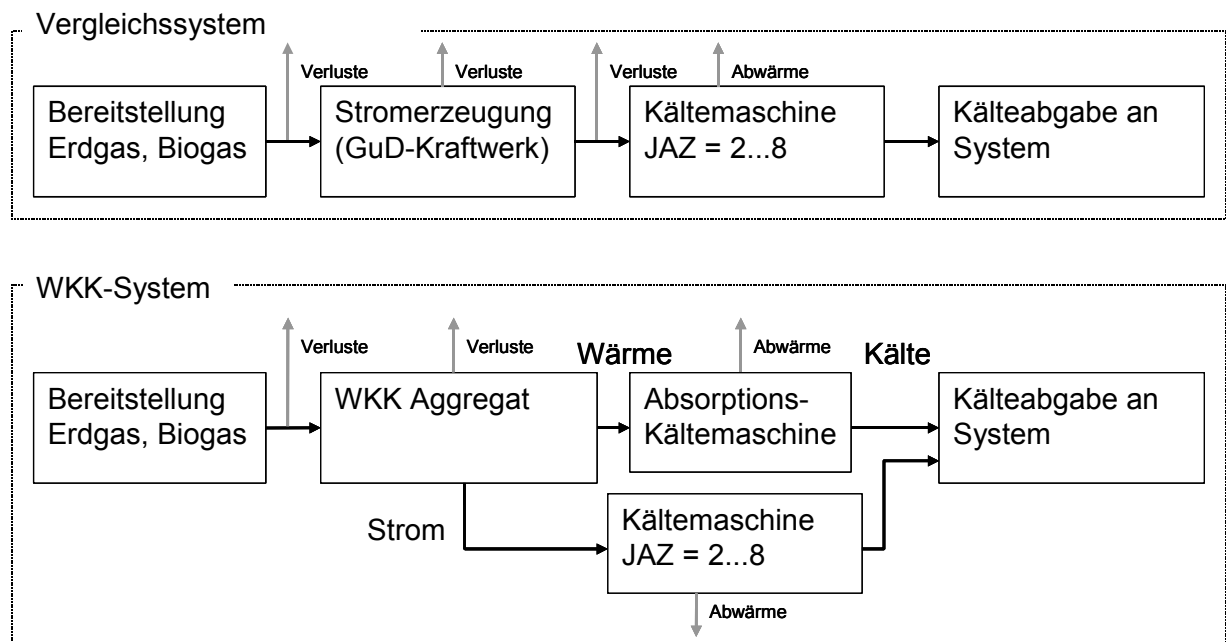 Vergleichssystem
Verluste
Verluste
Verluste
Abwärme
Bereitstellung
Erdgas, Biogas
Stromerzeugung
(GuD-Kraftwerk)
Kältemaschine
JAZ = 2...8
Kälteabgabe an
System
WKK-System
Verluste
Verluste
Wärme
Abwärme
Kälte
Bereitstellung
Erdgas, Biogas
WKK Aggregat
Absorptions-
Kältemaschine
Kälteabgabe an
System
Strom
Kältemaschine
JAZ = 2...8
Abwärme